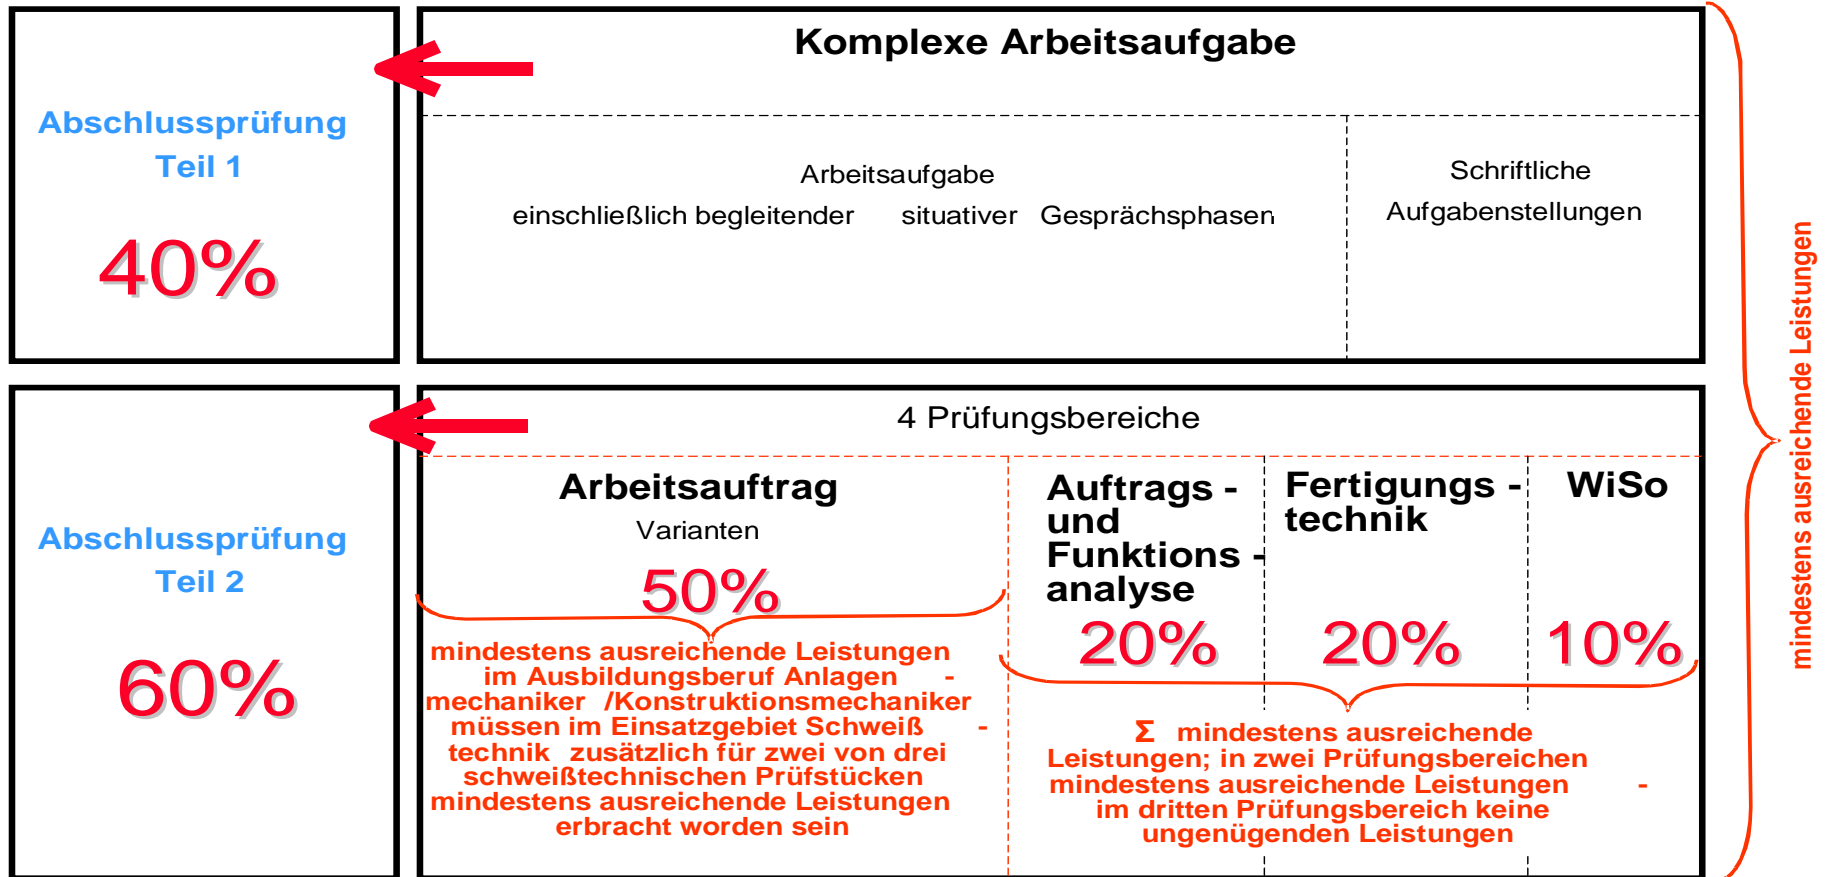 Komplexe Arbeitsaufgabe
Abschlussprüfung
Teil 1
40%
Arbeitsaufgabe
einschließlich begleitender situativer Gesprächsphasen
Schriftliche
Aufgabenstellungen
mindestens ausreichende Leistungen
Abschlussprüfung
Teil 2
60%
4 Prüfungsbereiche
Arbeitsauftrag
Varianten
50%
mindestens ausreichende Leistungen
im Ausbildungsberuf Anlagen -
mechaniker /Konstruktionsmechaniker
müssen im Einsatzgebiet Schweiß -
technik zusätzlich für zwei von drei
schweißtechnischen Prüfstücken
mindestens ausreichende Leistungen
erbracht worden sein
Auftrags -
und
Funktions -
analyse
20%
Fertigungs -
technik
20%
WiSo
10%
Σ mindestens ausreichende
Leistungen; in zwei Prüfungsbereichen
mindestens ausreichende Leistungen -
im dritten Prüfungsbereich keine
ungenügenden Leistungen